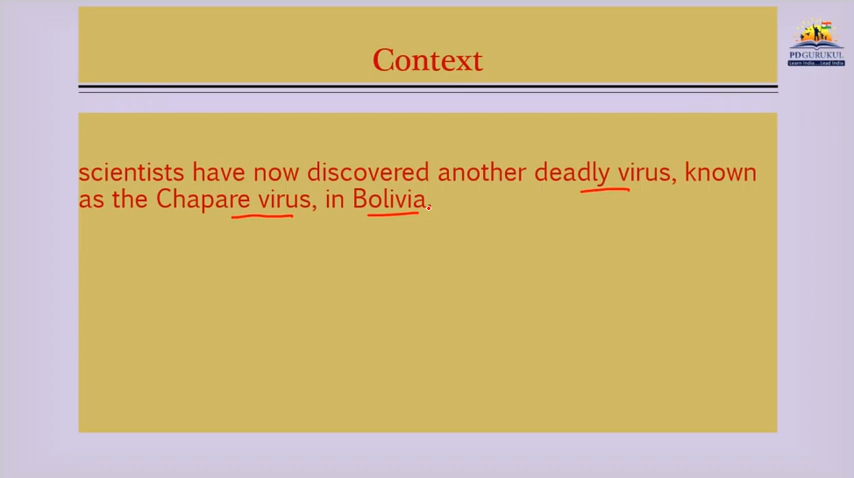 Context
PDGURUKUL
Learn India...Lead India
scientists have now discovered another deadly virus, known
as the Chapare virus, in Bolivia.